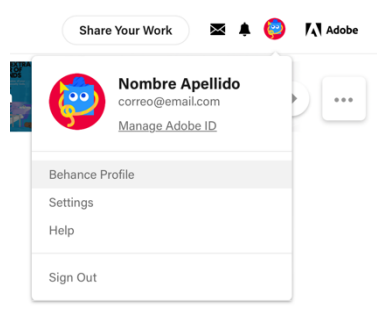 Share Your Work
Adobe
Nombre Apellido
correo@email.com
Manage Adobe ID
Behance Profile
Settings
Help
Sign Out